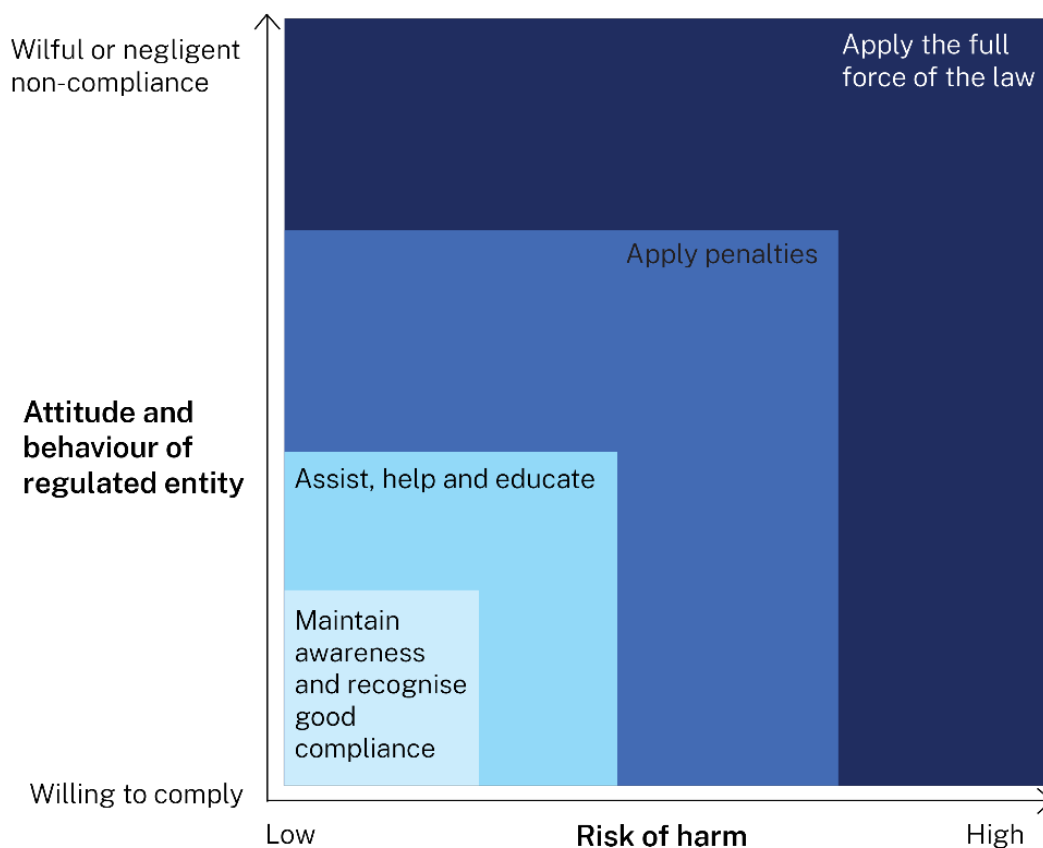 Wilful or negligent
non-compliance
Apply the full
force of the law
Apply penalties
Attitude and
behaviour of
regulated entity
Assist, help and educate
Maintain
awareness
and recognise
good
compliance
Willing to comply
Low
Risk of harm
High